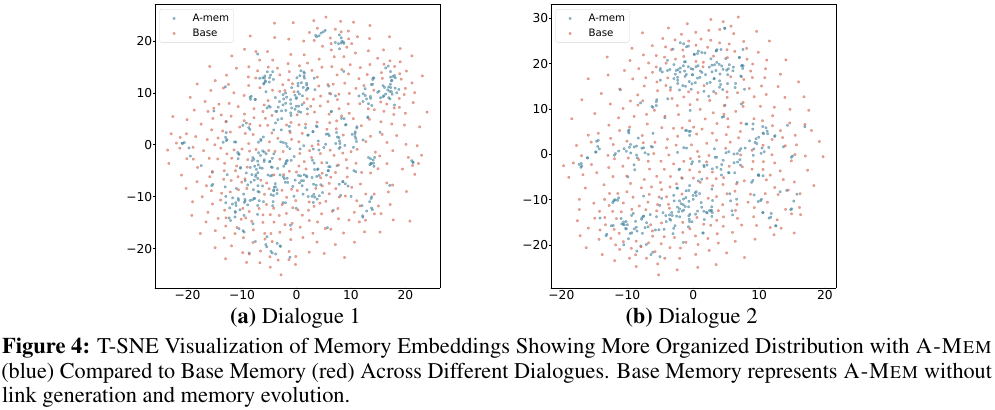 A-mem
Base
20
10
0
−10
−20
−20
−10
0
10
20
(a) Dialogue 1
A-mem
Base
30
20
10
0
−10
−20
−20
−10
0
10
20
(b) Dialogue 2
Figure 4: T-SNE Visualization of Memory Embeddings Showing More Organized Distribution with A-MEM
(blue) Compared to Base Memory (red) Across Different Dialogues. Base Memory represents A-MEM without
link generation and memory evolution.